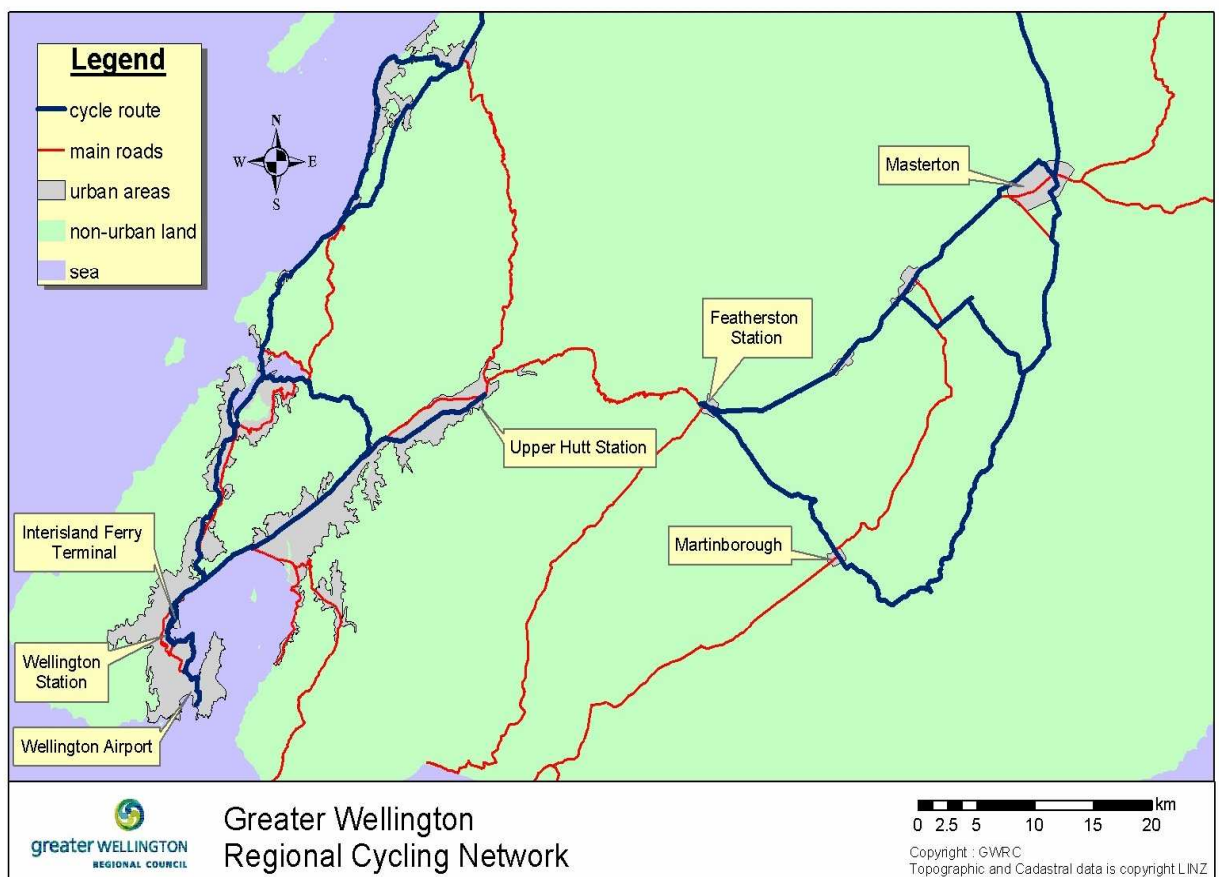 Legend
cycle route
main roads
urban areas
non-urban land
sea
N
W E
S
Masterton
Featherston
Station
Upper Hutt Station
Interisland Ferry
Terminal
Martinborough
Wellington
Station
Wellington Airport
greater WELLINGTON
REGIONAL COUNCIL
Greater Wellington
Regional Cycling Network
km
0 2.5 5 10 15 20
Copyright : GWRC
Topographic and Cadastral data is copyright LINZ